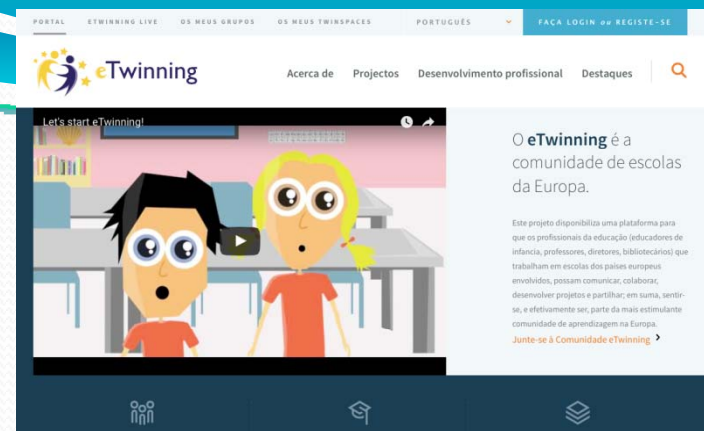 PORTAL ETWINNING LIVE OS MEUS GRUPOS OS MEUS TWINSPACES PORTUGUÊS FAÇA LOGIN ou REGISTE-SE
eTwinning
Acerca de Projectos Desenvolvimento profissional Destaques
Let's start eTwinning!
O eTwinning é a
comunidade de escolas
da Europa.
Este projeto disponibiliza uma plataforma para
que os profissionais da educação (educadores de
infancia, professores, diretores, bibliotecários) que
trabalham em escolas dos países europeus
envolvidos, possam comunicar, colaborar,
desenvolver projetos e partilhar; em suma, sentir-
se, e efetivamente ser, parte da mais estimulante
comunidade de aprendizagem na Europa.
Junte-se à Comunidade eTwinning